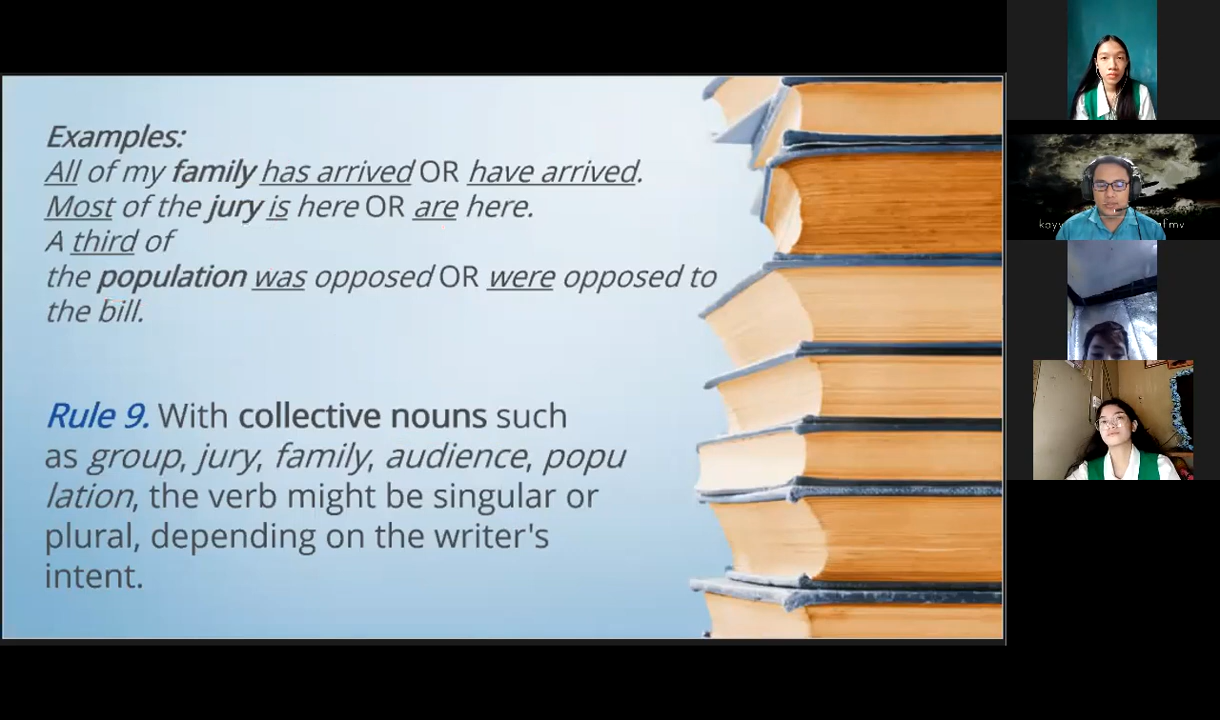 Examples:
All of my family has arrived OR have arrived.
Most of the jury is here OR are here.
A third of
the population was opposed OR were opposed to
the bill.
Rule 9. With collective nouns such
as group, jury, family, audience, popu
lation, the verb might be singular or
plural, depending on the writer's
intent.